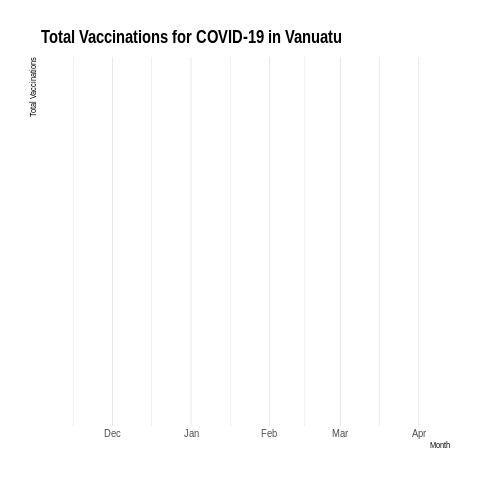 Total Vaccinations for COVID-19 in Vanuatu
Total Vaccinations
Dec Jan Feb Mar Apr
Month